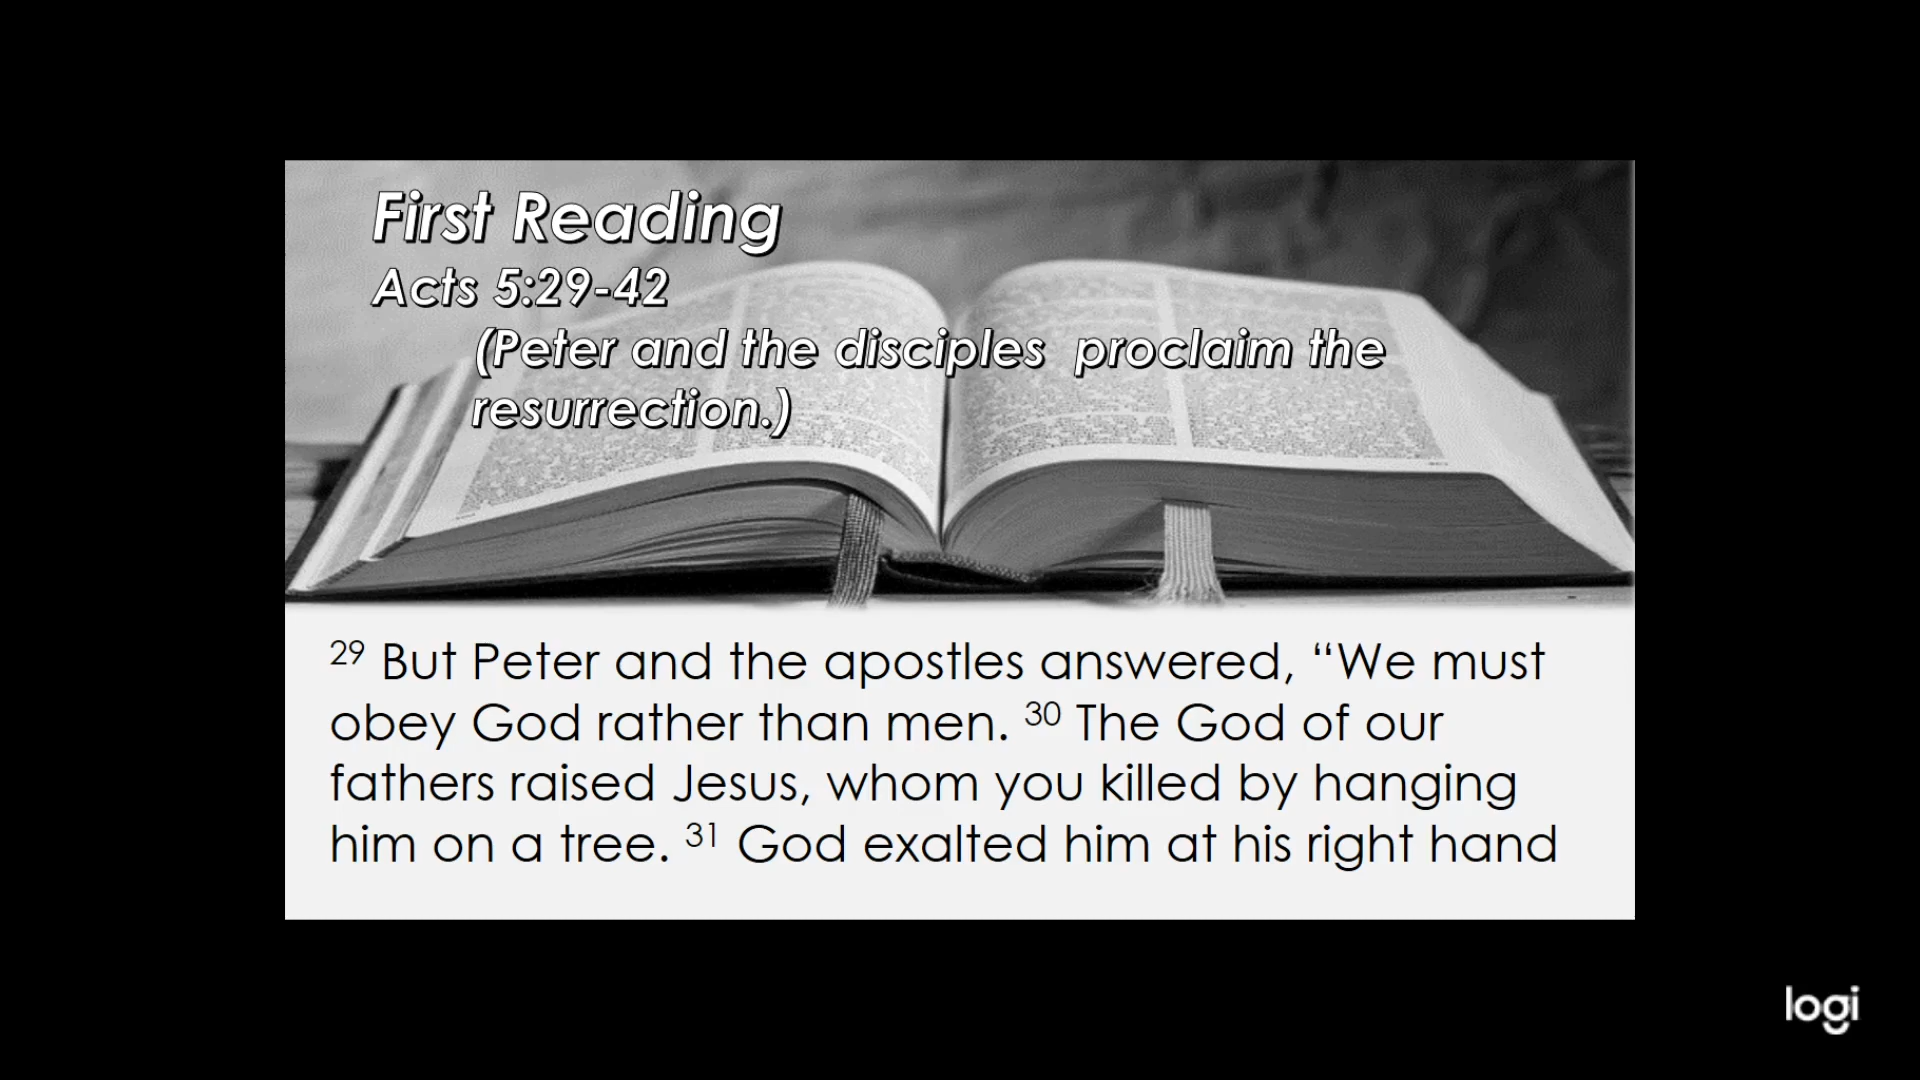 First Reading
Acts 5:29-42
(Peter and the disciples proclaim the
resurrection.)
29 But Peter and the apostles answered, “We must
obey God rather than men. 30 The God of our
fathers raised Jesus, whom you killed by hanging
him on a tree. 31 God exalted him at his right hand
logi